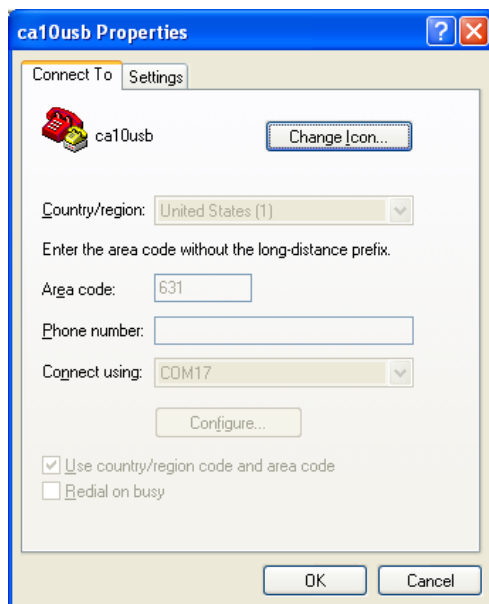 ca10usb Properties
Connect To Settings
ca10usb Change Icon...
Country/region: United States (1)
Enter the area code without the long-distance prefix.
Area code: 631
Phone number:
Connect using: COM17
Configure...
Use country/region code and area code
Redial on busy
OK Cancel